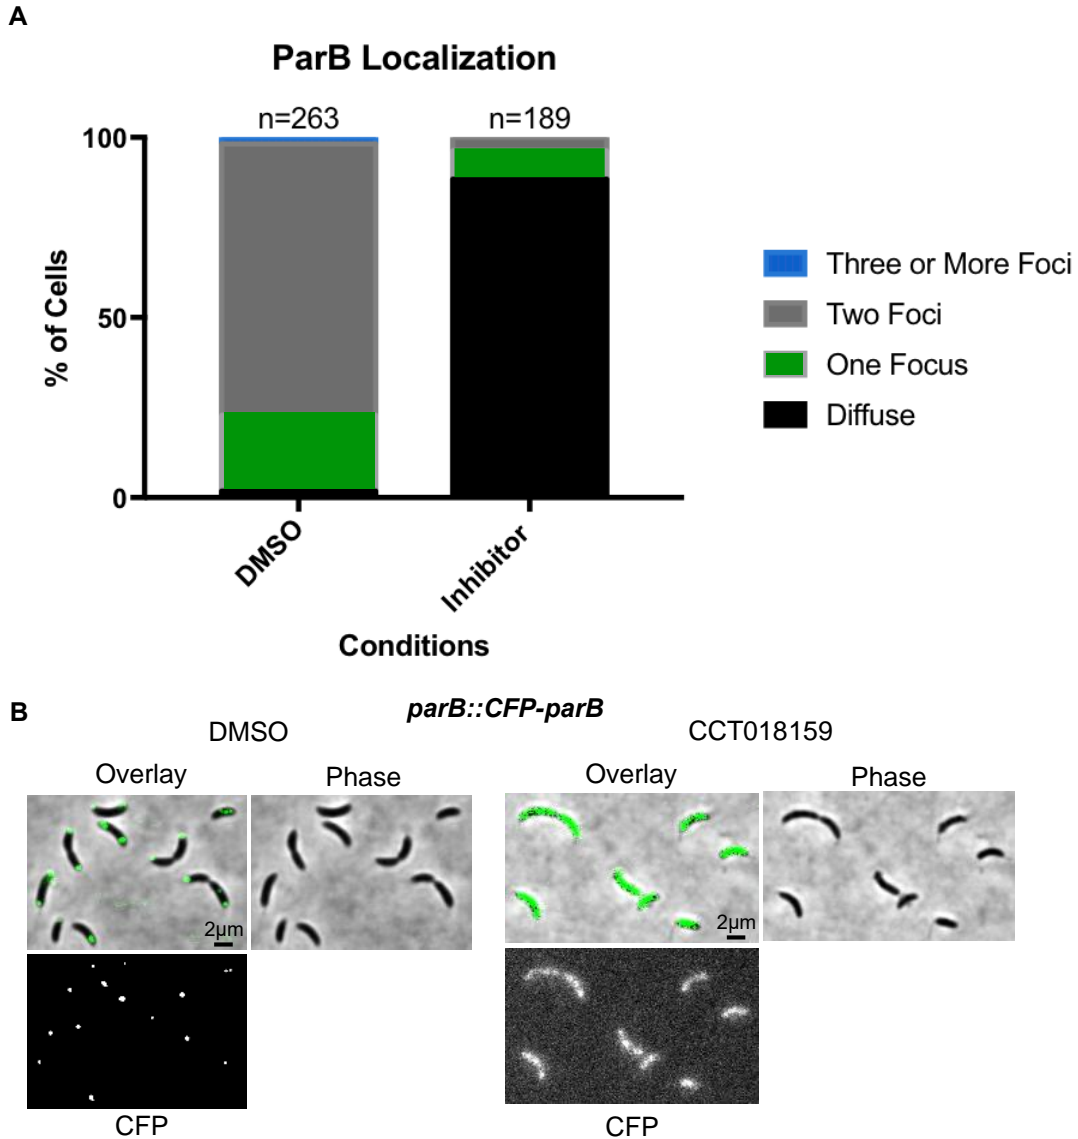 A
ParB Localization
n=263
n=189
100
50
0
% of Cells
DMSO
Inhibitor
Conditions
Three or More Foci
Two Foci
One Focus
Diffuse
B
parB::CFP-parB
DMSO
CCT018159
Overlay
Phase
Overlay
Phase
2µm
2µm
CFP
CFP